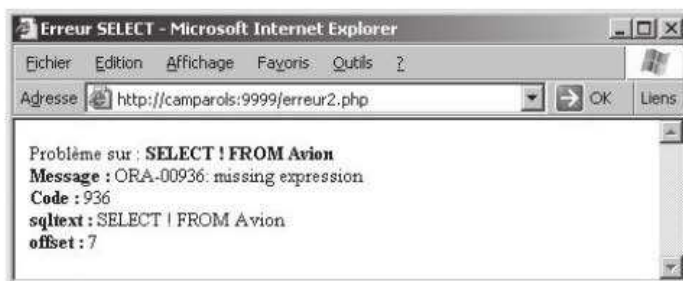 Erreur SELECT - Microsoft Internet Explorer
Fichier Edition Affichage Favoris Outils ?
Adresse http://camparols:9999/erreur2.php OK Liens
Problème sur : SELECT ! FROM Avion
Message : ORA-00936: missing expression
Code : 936
sqltext : SELECT ! FROM Avion
offset : 7